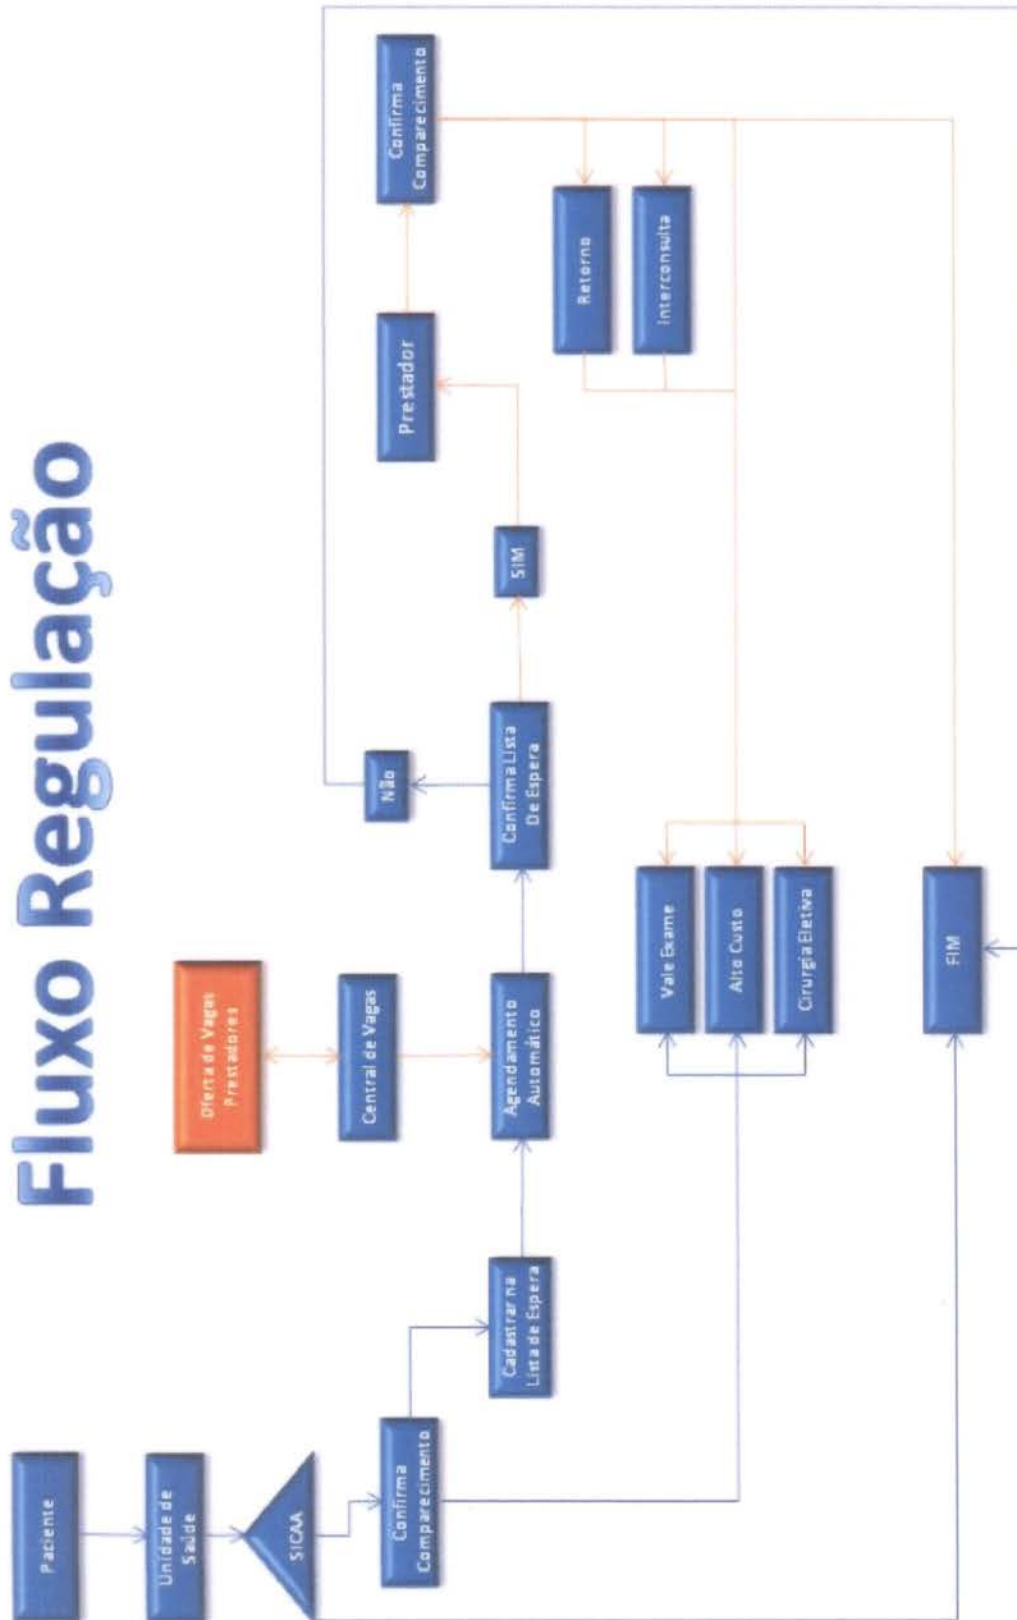 Fluxo Regulação
Paciente
Unidade de
Saúde
SICAA
Confirma
Comparecimento
Cadastrar na
Lista de Espera
Oferta de Vagas
Prestadores
Central de Vagas
Agendamento
Automático
Não
Confirma Lista
De Espera
SIM
Prestador
Confirma
Comparecimento
Retorno
Interconsulta
Vale Exame
Alto Custo
Cirurgia Eletiva
FIM